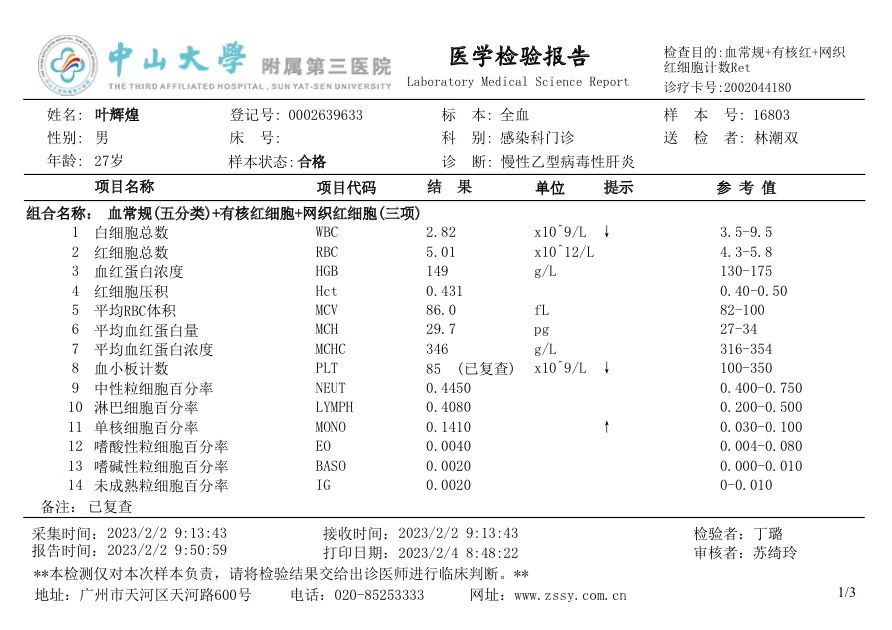 中山大學 附属第三医院
THE THIRD AFFILIATED HOSPITAL, SUN YAT-SEN UNIVERSITY
医学检验报告
Laboratory Medical Science Report
检查目的:血常规+有核红+网织
红细胞计数Ret
诊疗卡号:2002044180
姓名: 叶辉煌 登记号: 0002639633 标 本: 全血 样 本 号: 16803
性别: 男 床 号: 科 别: 感染科门诊 送 检 者: 林潮双
年龄: 27岁 样本状态: 合格 诊 断: 慢性乙型病毒性肝炎
项目名称 项目代码 结 果 单位 提示 参 考 值
组合名称: 血常规(五分类)+有核红细胞+网织红细胞(三项)
1 白细胞总数 WBC 2.82 x10^9/L ↓ 3.5-9.5
2 红细胞总数 RBC 5.01 x10^12/L 4.3-5.8
3 血红蛋白浓度 HGB 149 g/L 130-175
4 红细胞压积 Hct 0.431 0.40-0.50
5 平均RBC体积 MCV 86.0 fL 82-100
6 平均血红蛋白量 MCH 29.7 pg 27-34
7 平均血红蛋白浓度 MCHC 346 g/L 316-354
8 血小板计数 PLT 85 (已复查) x10^9/L ↓ 100-350
9 中性粒细胞百分率 NEUT 0.4450 0.400-0.750
10 淋巴细胞百分率 LYMPH 0.4080 0.200-0.500
11 单核细胞百分率 MONO 0.1410 ↑ 0.030-0.100
12 嗜酸性粒细胞百分率 EO 0.0040 0.004-0.080
13 嗜碱性粒细胞百分率 BASO 0.0020 0.000-0.010
14 未成熟粒细胞百分率 IG 0.0020 0-0.010
备注: 已复查
采集时间: 2023/2/2 9:13:43 接收时间: 2023/2/2 9:13:43 检验者: 丁璐
报告时间: 2023/2/2 9:50:59 打印日期: 2023/2/4 8:48:22 审核者: 苏绮玲
**本检测仅对本次样本负责,请将检验结果交给出诊医师进行临床判断。**
地址: 广州市天河区天河路600号 电话: 020-85253333 网址: www.zssy.com.cn 1/3